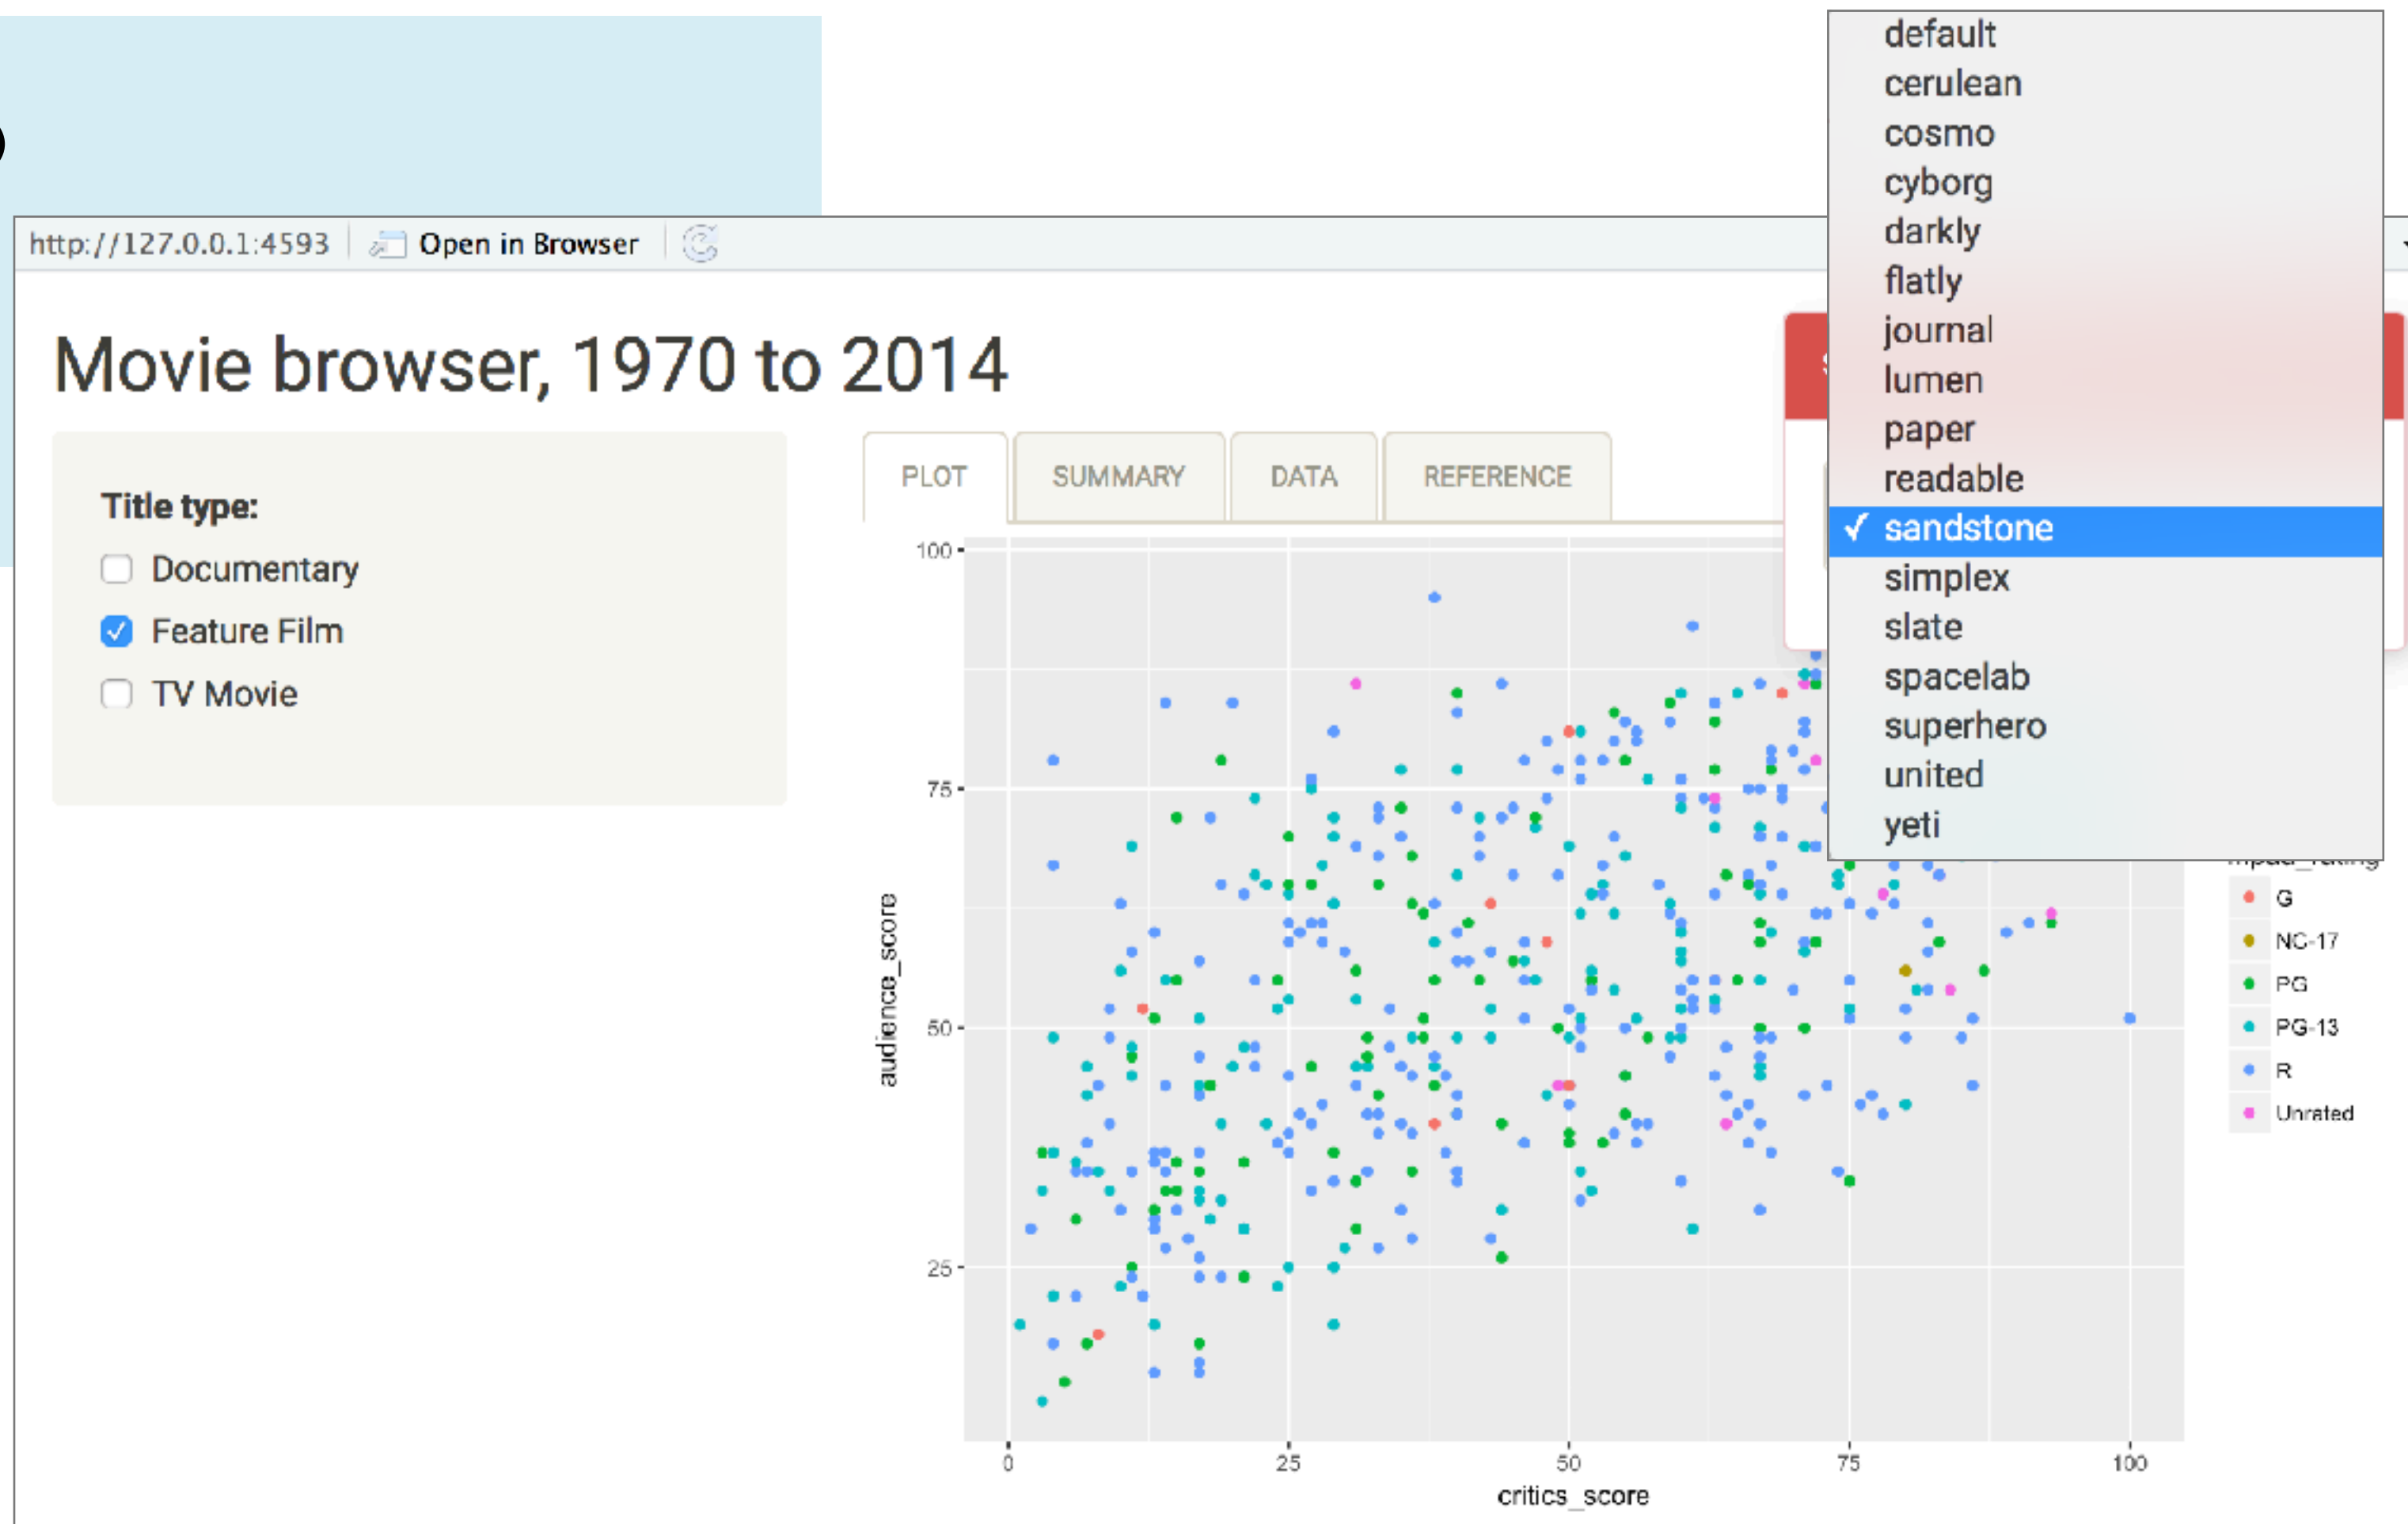 http://127.0.0.1:4593 Open in Browser
Movie browser, 1970 to 2014
Title type:
Documentary
Feature Film
TV Movie
PLOT SUMMARY DATA REFERENCE
default
cerulean
cosmo
cyborg
darkly
flatly
journal
lumen
paper
readable
✓ sandstone
simplex
slate
spacelab
superhero
united
yeti
audience_score
100
75
50
25
0 25 50 75 100
critics_score
G
NC-17
PG
PG-13
R
Unrated